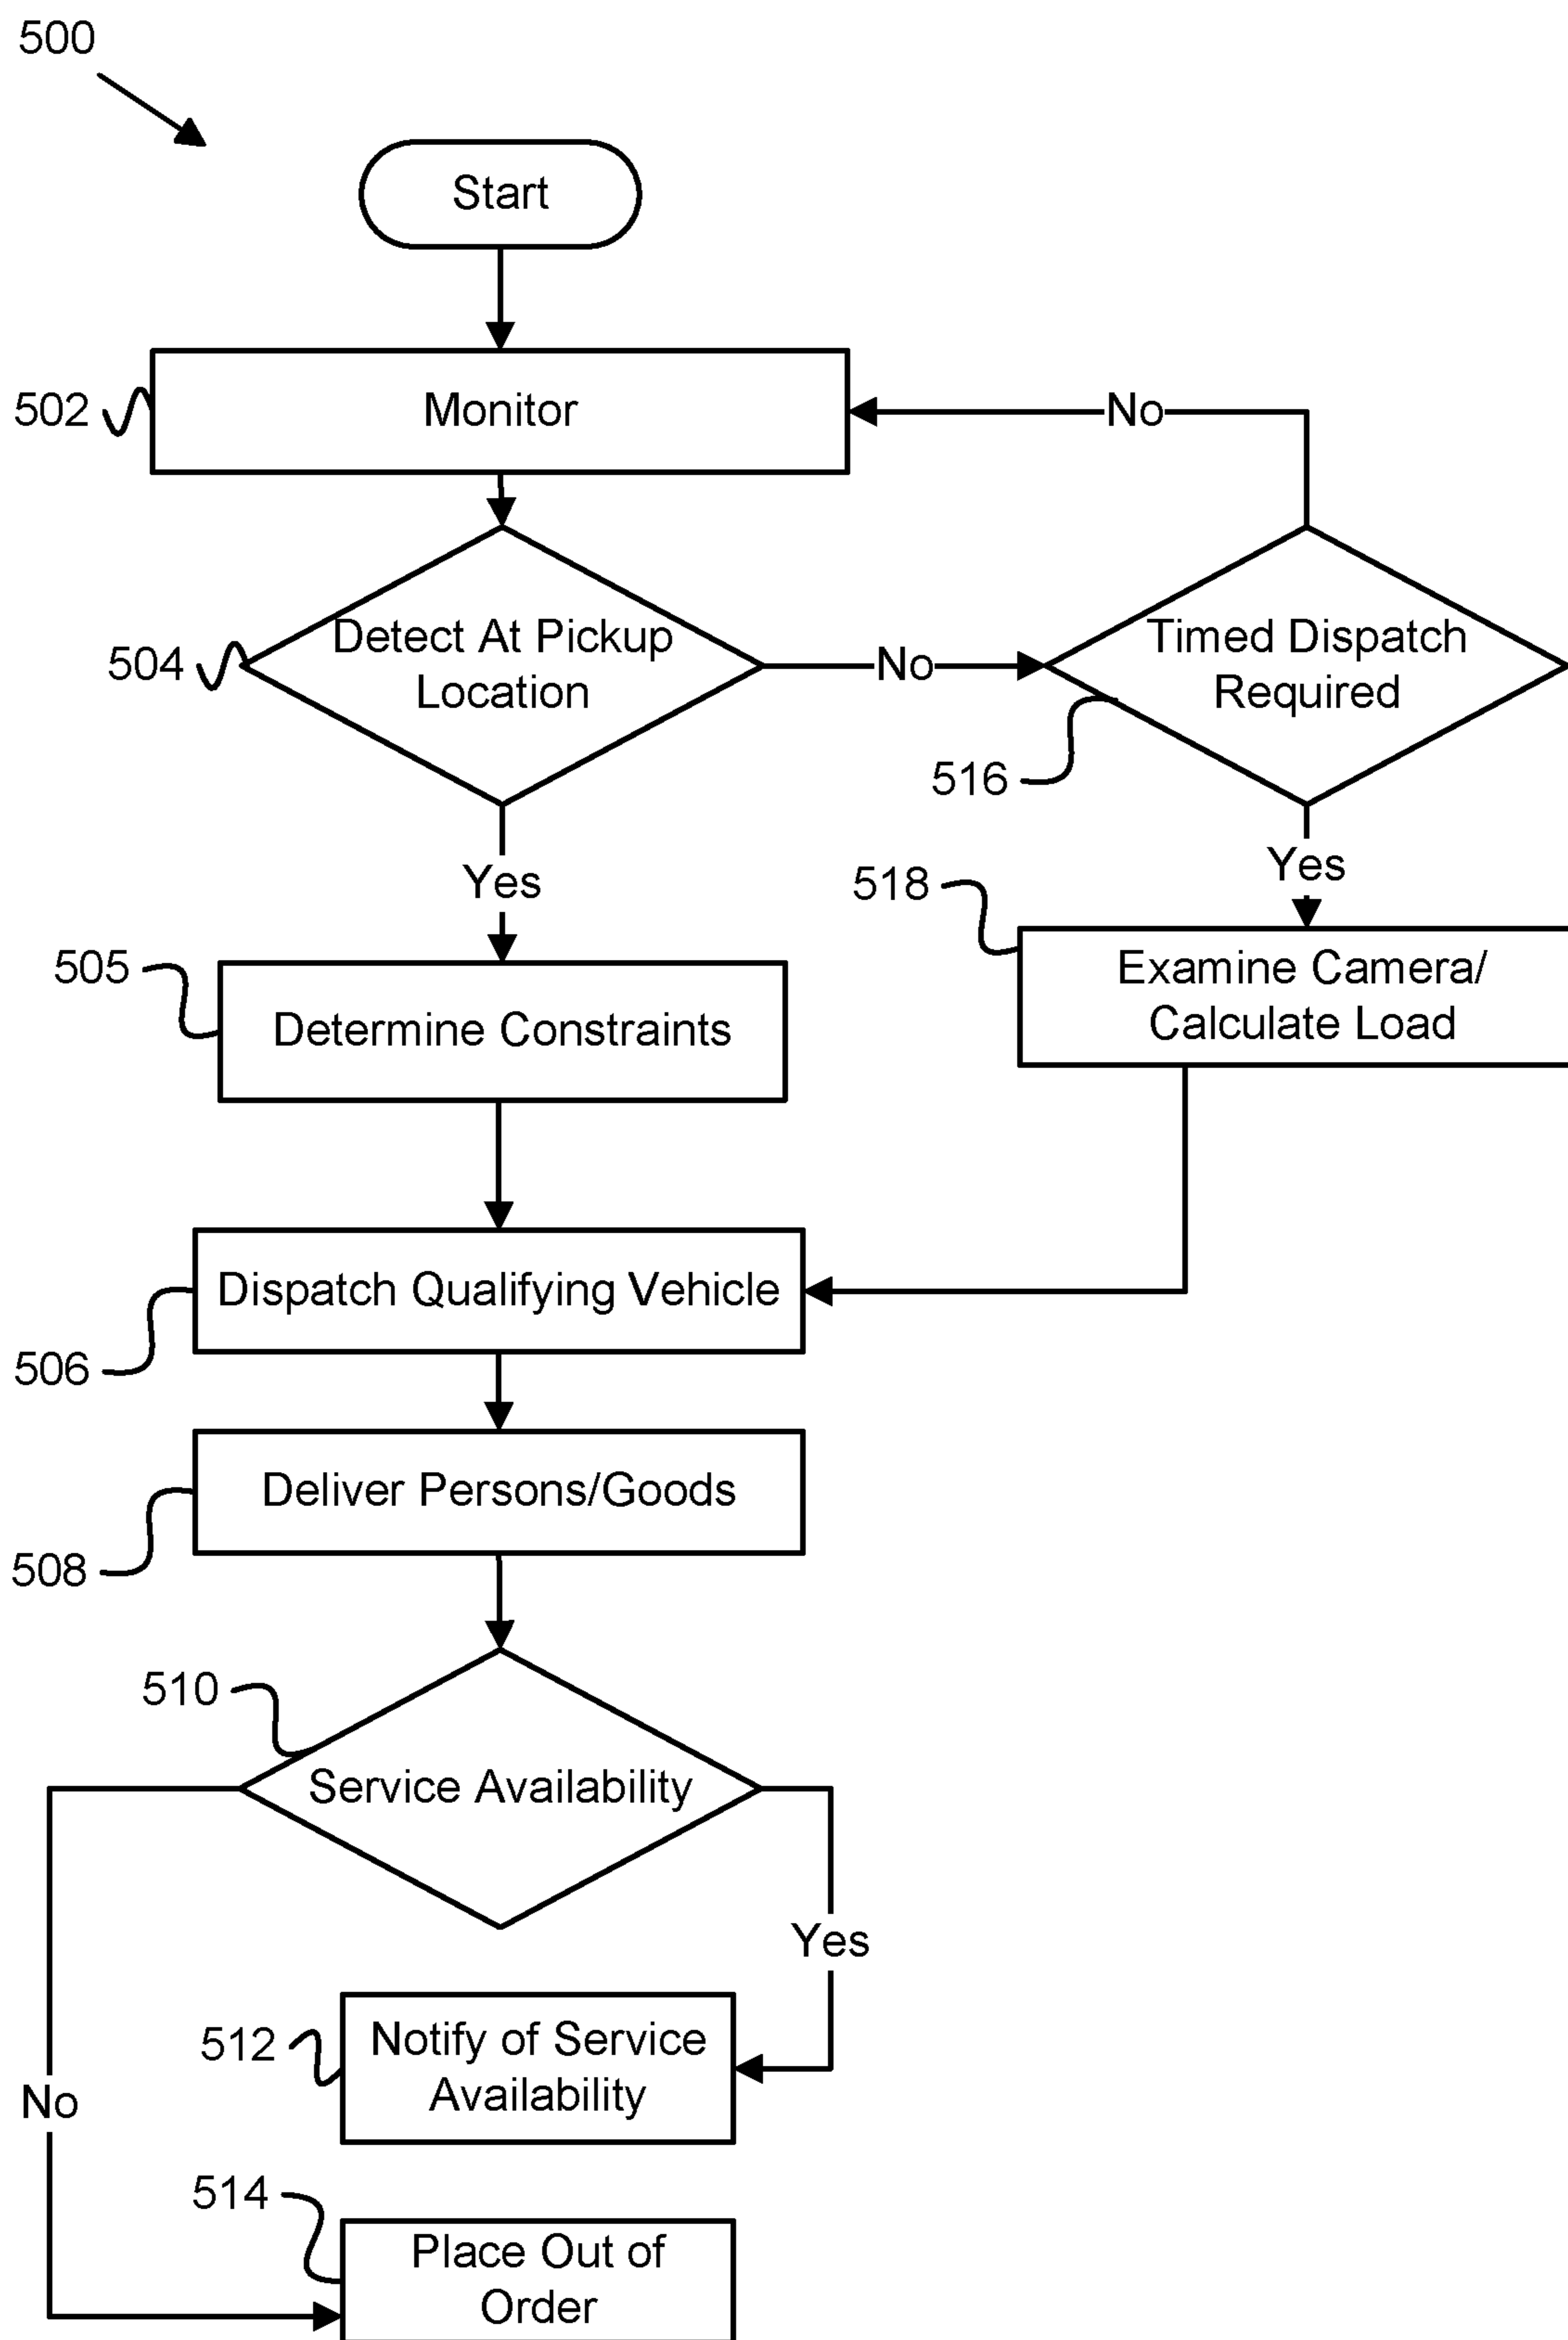 500
Start
502
Monitor
No
504
Detect At Pickup
Location
No
Timed Dispatch
Required
516
Yes
Yes
518
Examine Camera/
Calculate Load
505
Determine Constraints
Dispatch Qualifying Vehicle
506
Deliver Persons/Goods
508
510
Service Availability
Yes
512
Notify of Service
Availability
No
514
Place Out of
Order